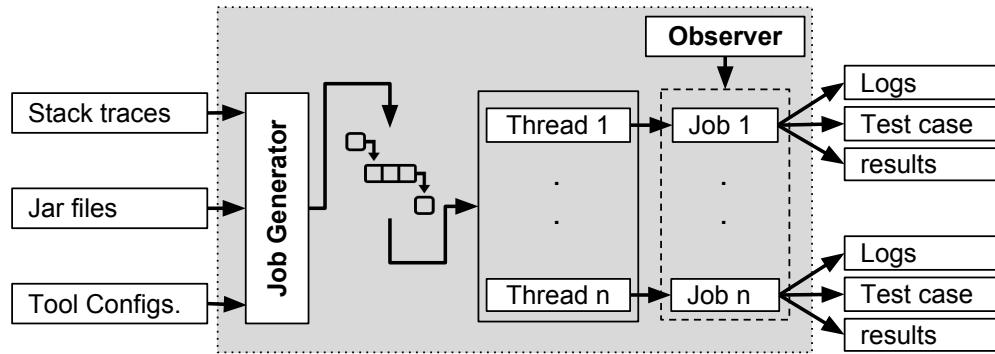 Observer
Stack traces
Jar files
Tool Configs.
Job Generator
Thread 1
.
.
Thread n
Job 1
.
.
Job n
Logs
Test case
results
Logs
Test case
results